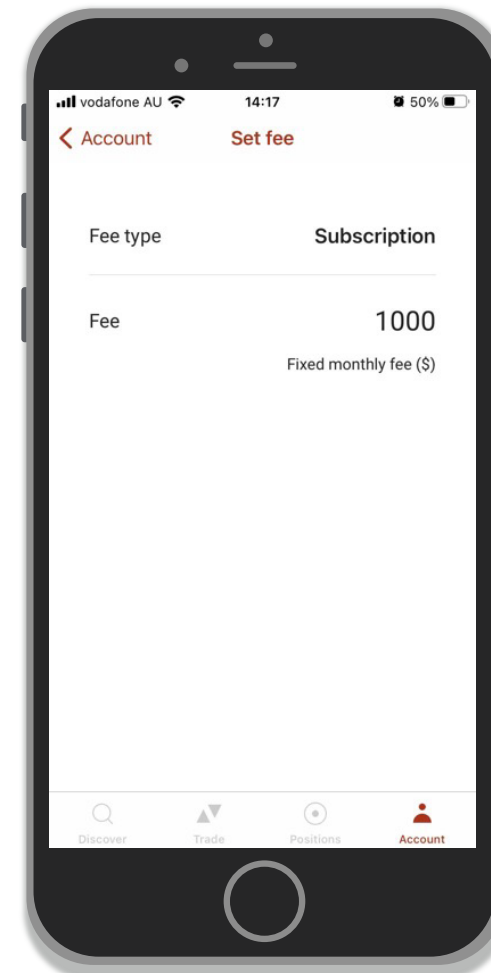 vodafone AU 14:17 50%
Account Set fee
Fee type Subscription
Fee 1000
Fixed monthly fee ($)
Discover Trade Positions Account